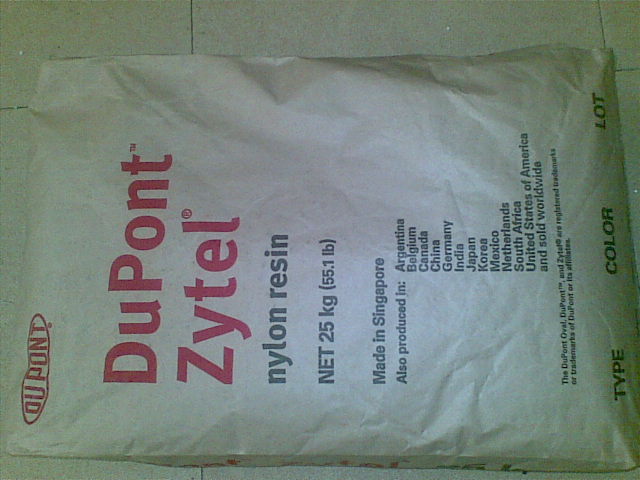 DUPONT®
DuPont™
Zytel®
nylon resin
NET 25 kg (55.1 lb)
Made in Singapore
Also produced in: Argentina
Belgium
Canada
China
Germany
India
Japan
Korea
Mexico
Netherlands
South Africa
United States of America
and sold worldwide
The DuPont Oval, DuPont™, and Zytel® are registered trademarks
or trademarks of DuPont or its affiliates.
TYPE COLOR LOT